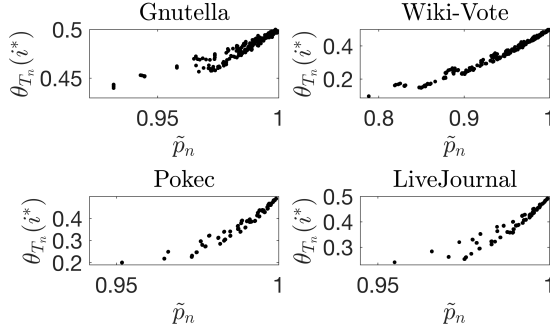 Gnutella
θ_{T_n}(i*)
0.5
0.45
0.95
1
p̃_n
Wiki-Vote
θ_{T_n}(i*)
0.4
0.2
0.8
0.9
1
p̃_n
Pokec
θ_{T_n}(i*)
0.4
0.3
0.2
0.95
1
p̃_n
LiveJournal
θ_{T_n}(i*)
0.5
0.4
0.3
0.95
1
p̃_n